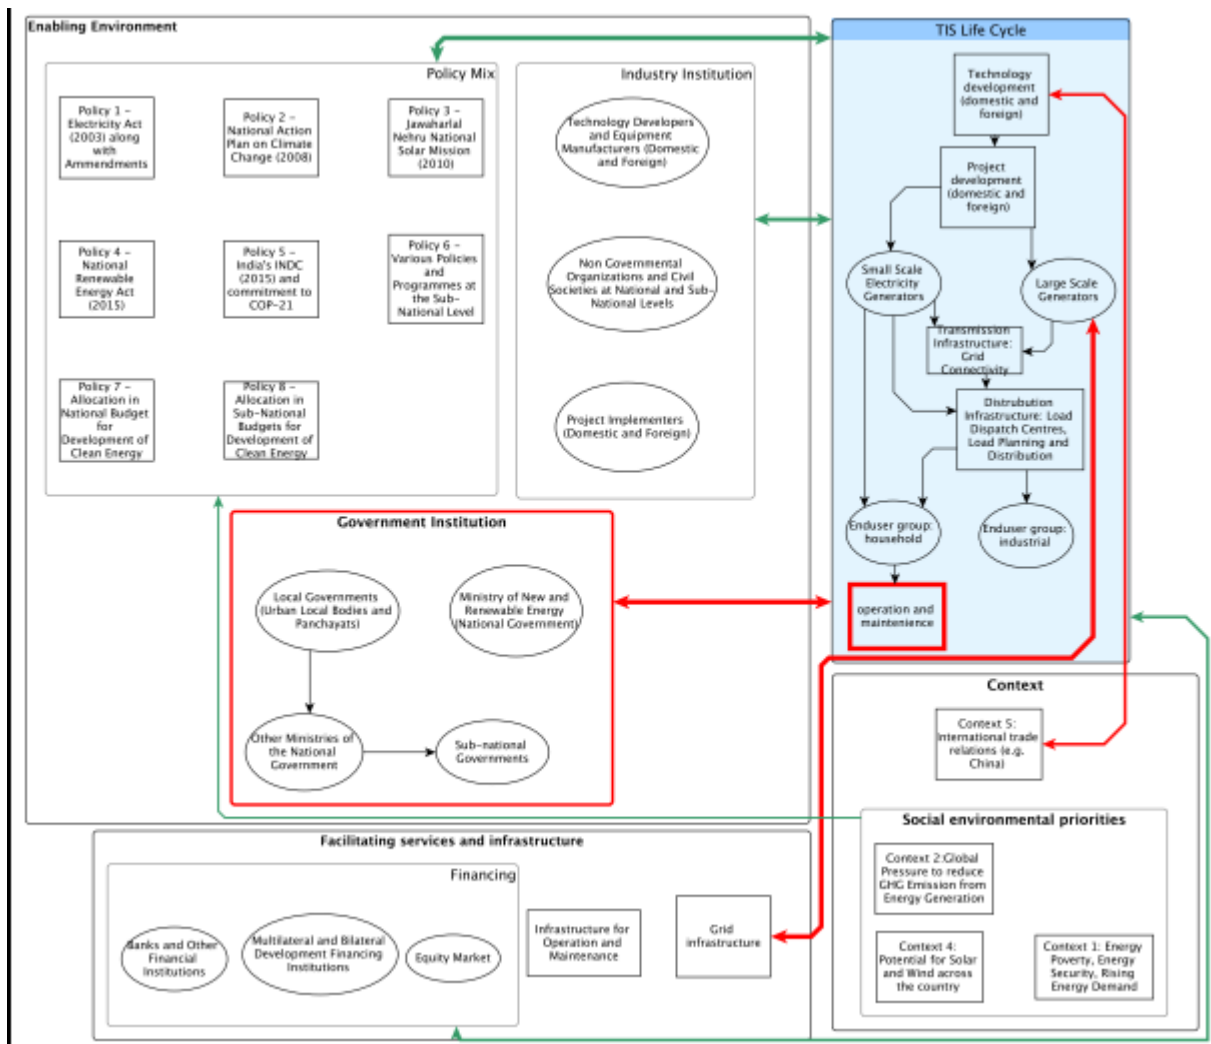 Enabling Environment
Policy Mix
Policy 1 -
Electricity Act
(2003) along
with
Ammendments
Policy 2 -
National Action
Plan on Climate
Change (2008)
Policy 3 -
Jawaharlal
Nehru National
Solar Mission
(2010)
Policy 4 -
National
Renewable
Energy Act
(2015)
Policy 5 -
India's INDC
(2015) and
commitment to
COP-21
Policy 6 -
Various Policies
and
Programmes at
the Sub-
National Level
Policy 7 -
Allocation in
National Budget
for
Development of
Clean Energy
Policy 8 -
Allocation in
Sub-National
Budgets for
Development of
Clean Energy
Industry Institution
Technology Developers
and Equipment
Manufacturers (Domestic
and Foreign)
Non Governmental
Organizations and Civil
Societies at National and Sub-
National Levels
Project Implementers
(Domestic and Foreign)
Government Institution
Local Governments
(Urban Local Bodies and
Panchayats)
Ministry of New and
Renewable Energy
(National Government)
Other Ministries of
the National
Government
Sub-national
Governments
TIS Life Cycle
Technology
development
(domestic and
foreign)
Project
development
(domestic and
foreign)
Small Scale
Electricity
Generators
Large Scale
Generators
Transmission
Infrastructure:
Grid
Connectivity
Distrubution
Infrastructure: Load
Dispatch Centres,
Load Planning and
Distribution
Enduser group:
household
Enduser group:
industrial
operation and
maintenience
Context
Context 5:
International trade
relations (e.g.
China)
Social environmental priorities
Context 2:Global
Pressure to reduce
GHG Emission from
Energy Generation
Context 4:
Potential for Solar
and Wind across
the country
Context 1: Energy
Poverty, Energy
Security, Rising
Energy Demand
Facilitating services and infrastructure
Financing
Banks and Other
Financial
Institutions
Multilateral and Bilateral
Development Financing
Institutions
Equity Market
Infrastructure for
Operation and
Maintenance
Grid
infrastructure